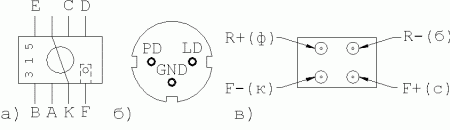 E C D
3 1 5
B A K F
а)
PD LD
GND
б)
R+(ф) R-(б)
F-(к) F+(с)
в)